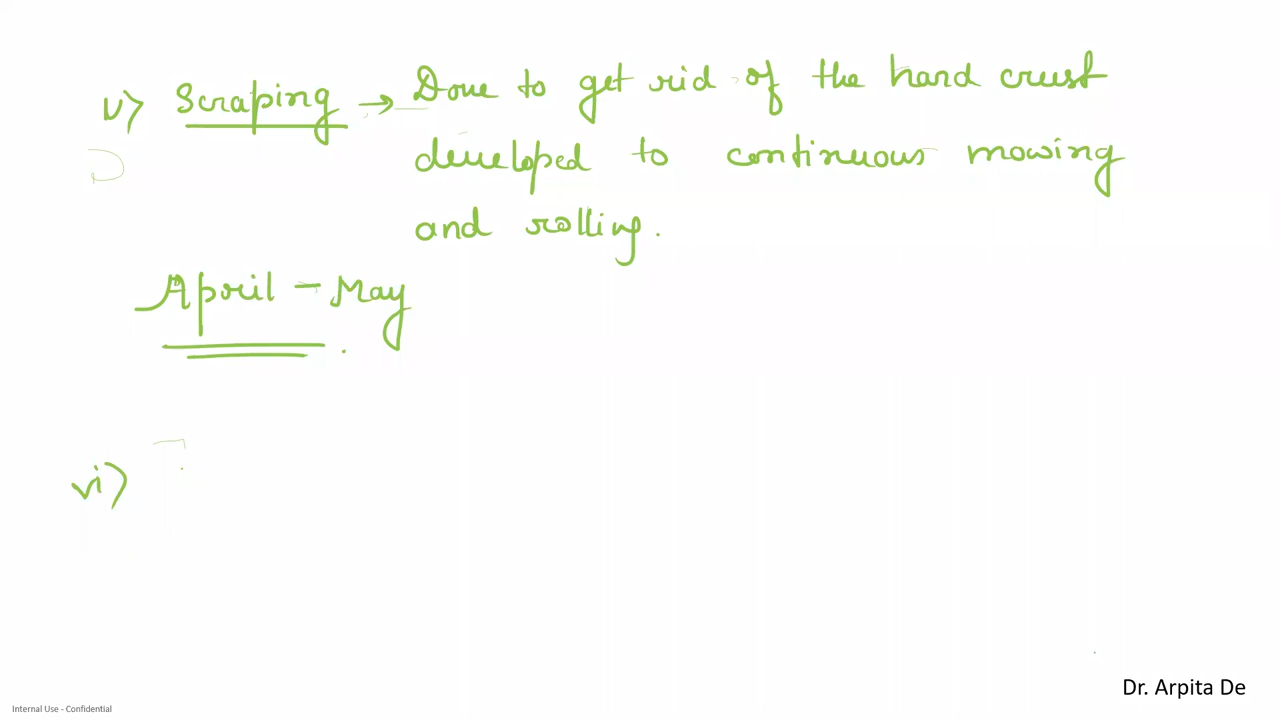 v) Scraping → Done to get rid of the hard crust
developed to continuous mowing
and rolling.
April - May
vi)
Dr. Arpita De
Internal Use - Confidential